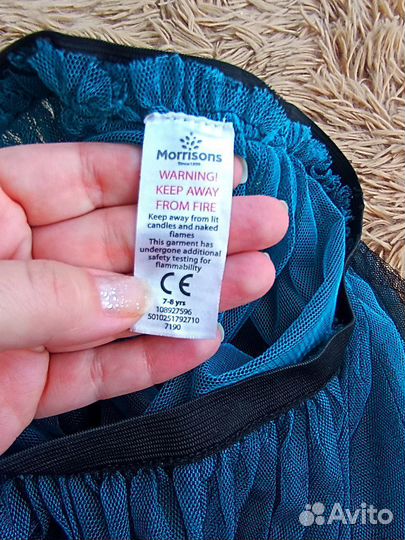 Morrisons
Since 1899
WARNING!
KEEP AWAY
FROM FIRE
Keep away from lit
candles and naked
flames
This garment has
undergone additional
safety testing for
flammability
CE
7-8 yrs
108927596
5010251792710
7190
Avito